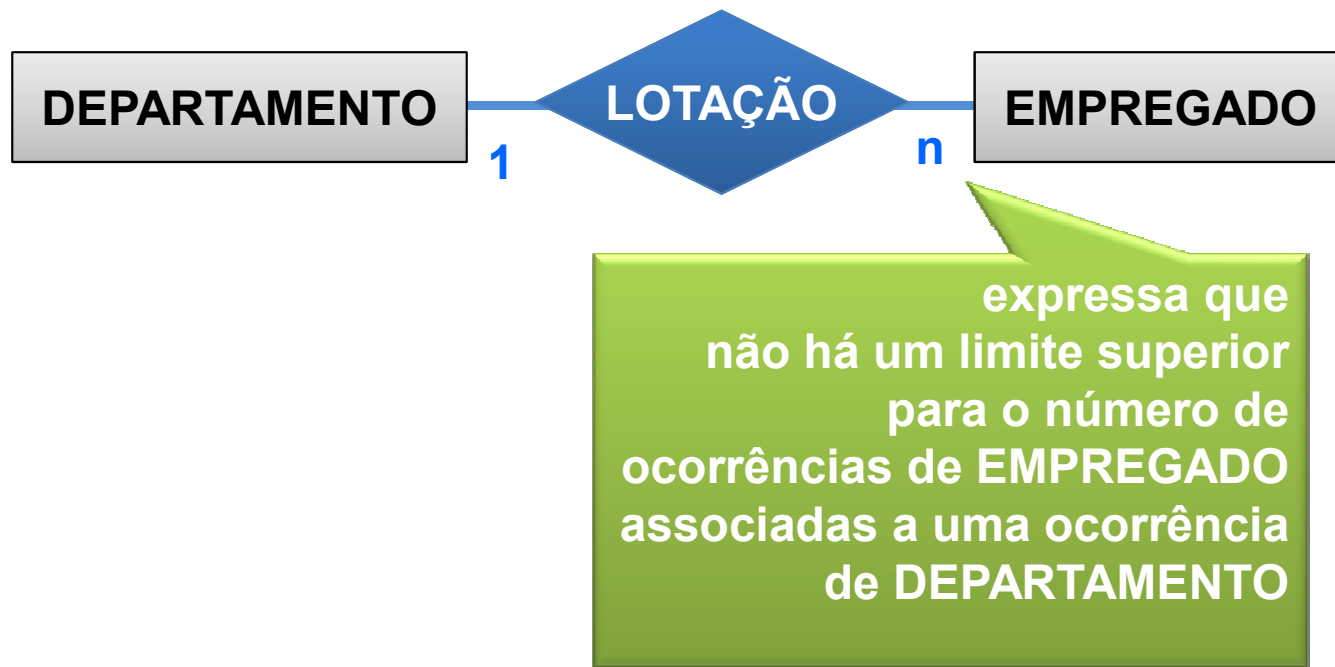 DEPARTAMENTO
LOTAÇÃO
EMPREGADO
1
n
expressa que
não há um limite superior
para o número de
ocorrências de EMPREGADO
associadas a uma ocorrência
de DEPARTAMENTO